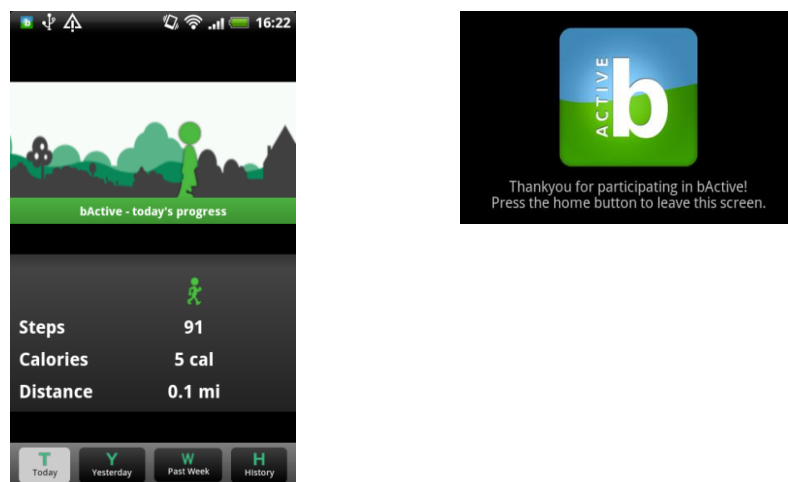 b
16:22
bActive - today's progress
Steps 91
Calories 5 cal
Distance 0.1 mi
T Y W H
Today Yesterday Past Week History
ACTIVE b
Thankyou for participating in bActive!
Press the home button to leave this screen.